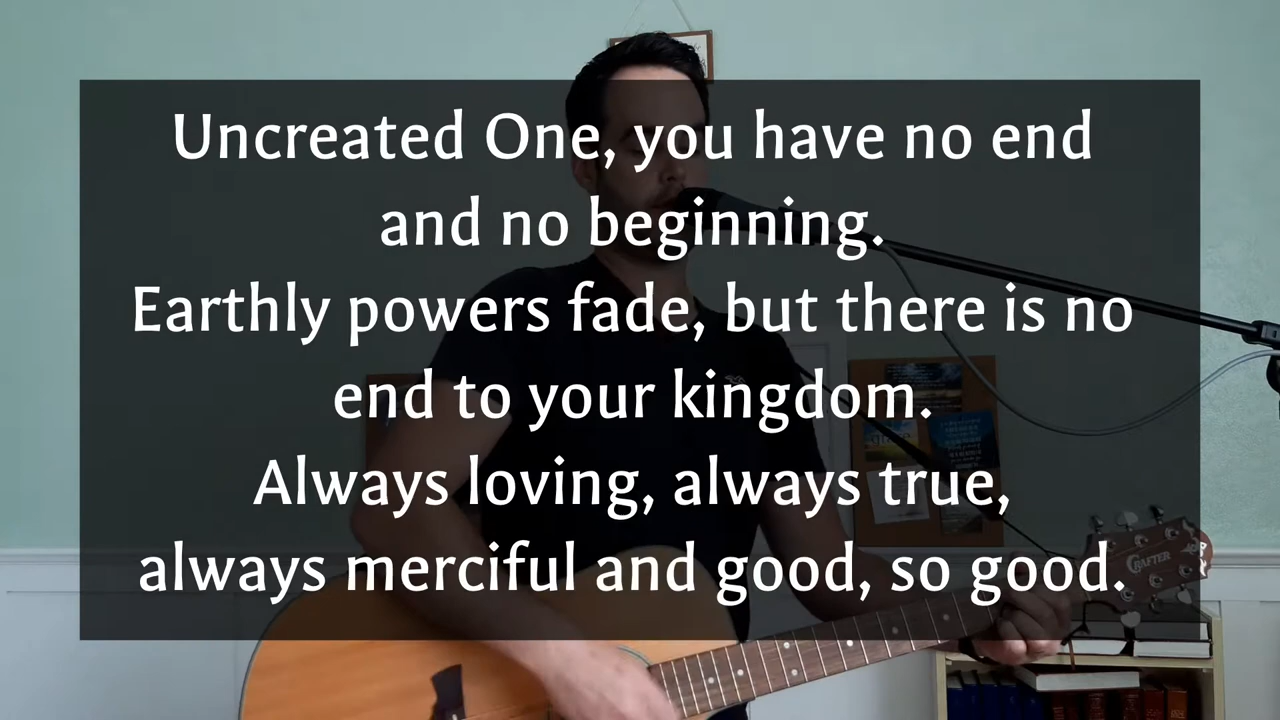 Uncreated One, you have no end
and no beginning.
Earthly powers fade, but there is no
end to your kingdom.
Always loving, always true,
always merciful and good, so good.
CRAFTER